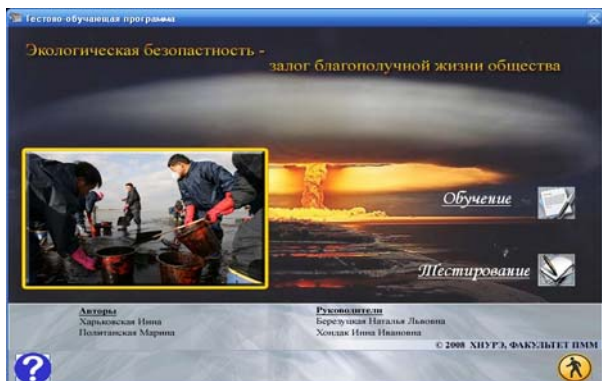 Тестово-обучающая программа
Экологическая безопастность -
залог благополучной жизни общества
Обучение
Тестирование
Авторы
Харьковская Инна
Политанская Марина
Руководители
Березуцкая Наталья Львовна
Хондак Инна Ивановна
© 2008 ХНУРЭ, ФАКУЛЬТЕТ ПММ
?